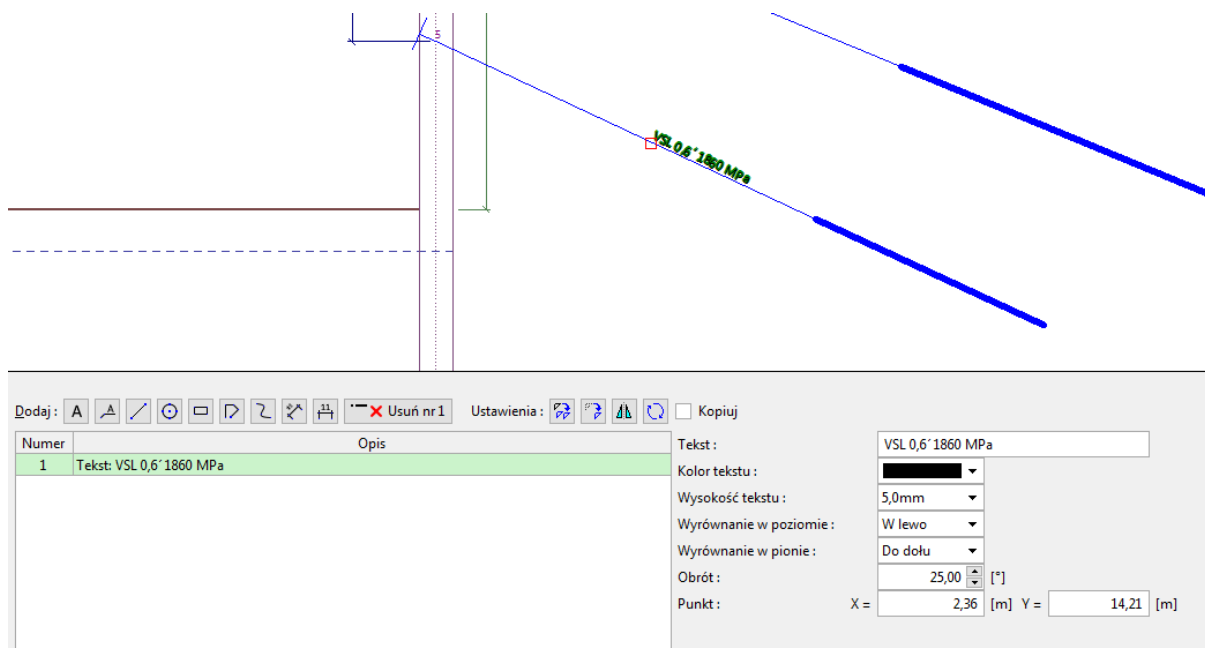 5
VSL 0,6´1860 MPa
Dodaj : A A 11 Usuń nr 1 Ustawienia : Kopiuj
Numer Opis
1 Tekst: VSL 0,6´1860 MPa
Tekst : VSL 0,6´1860 MPa
Kolor tekstu :
Wysokość tekstu : 5,0mm
Wyrównanie w poziomie : W lewo
Wyrównanie w pionie : Do dołu
Obrót : 25,00 [°]
Punkt : X = 2,36 [m] Y = 14,21 [m]